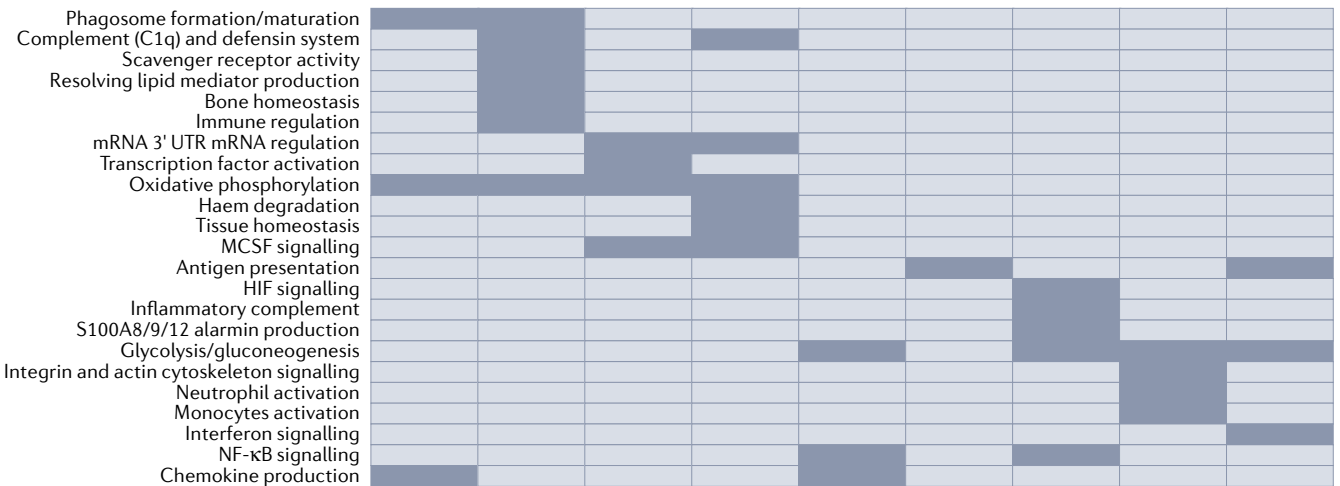 Phagosome formation/maturation
Complement (C1q) and defensin system
Scavenger receptor activity
Resolving lipid mediator production
Bone homeostasis
Immune regulation
mRNA 3' UTR mRNA regulation
Transcription factor activation
Oxidative phosphorylation
Haem degradation
Tissue homeostasis
MCSF signalling
Antigen presentation
HIF signalling
Inflammatory complement
S100A8/9/12 alarmin production
Glycolysis/gluconeogenesis
Integrin and actin cytoskeleton signalling
Neutrophil activation
Monocytes activation
Interferon signalling
NF-κB signalling
Chemokine production